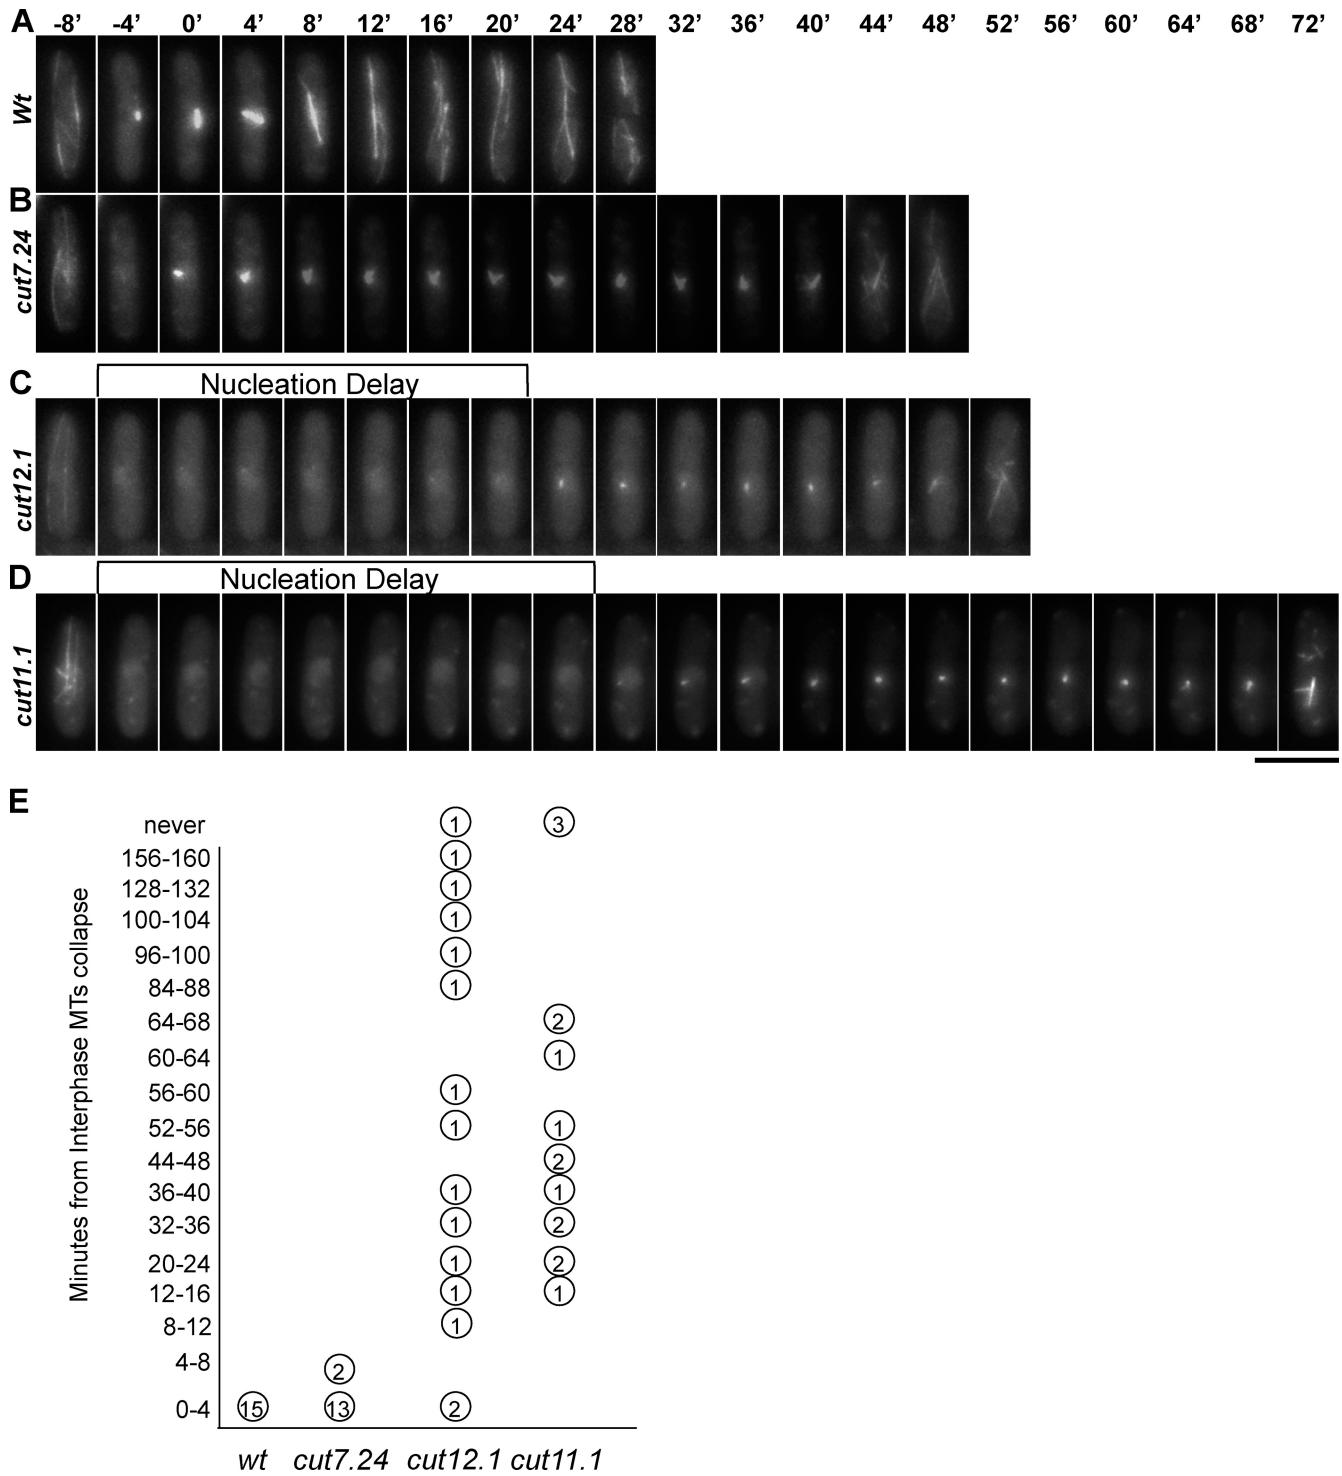 A -8’ -4’ 0’ 4’ 8’ 12’ 16’ 20’ 24’ 28’ 32’ 36’ 40’ 44’ 48’ 52’ 56’ 60’ 64’ 68’ 72’
Wt
B
cut7.24
C Nucleation Delay
cut12.1
D Nucleation Delay
cut11.1
E
Minutes from Interphase MTs collapse
never 1 3
156-160 1
128-132 1
100-104 1
96-100 1
84-88 1
64-68 2
60-64 1
56-60 1
52-56 1 1
44-48 2
36-40 1 1
32-36 1 2
20-24 1 2
12-16 1 1
8-12 1
4-8 2
0-4 15 13 2
wt cut7.24 cut12.1 cut11.1